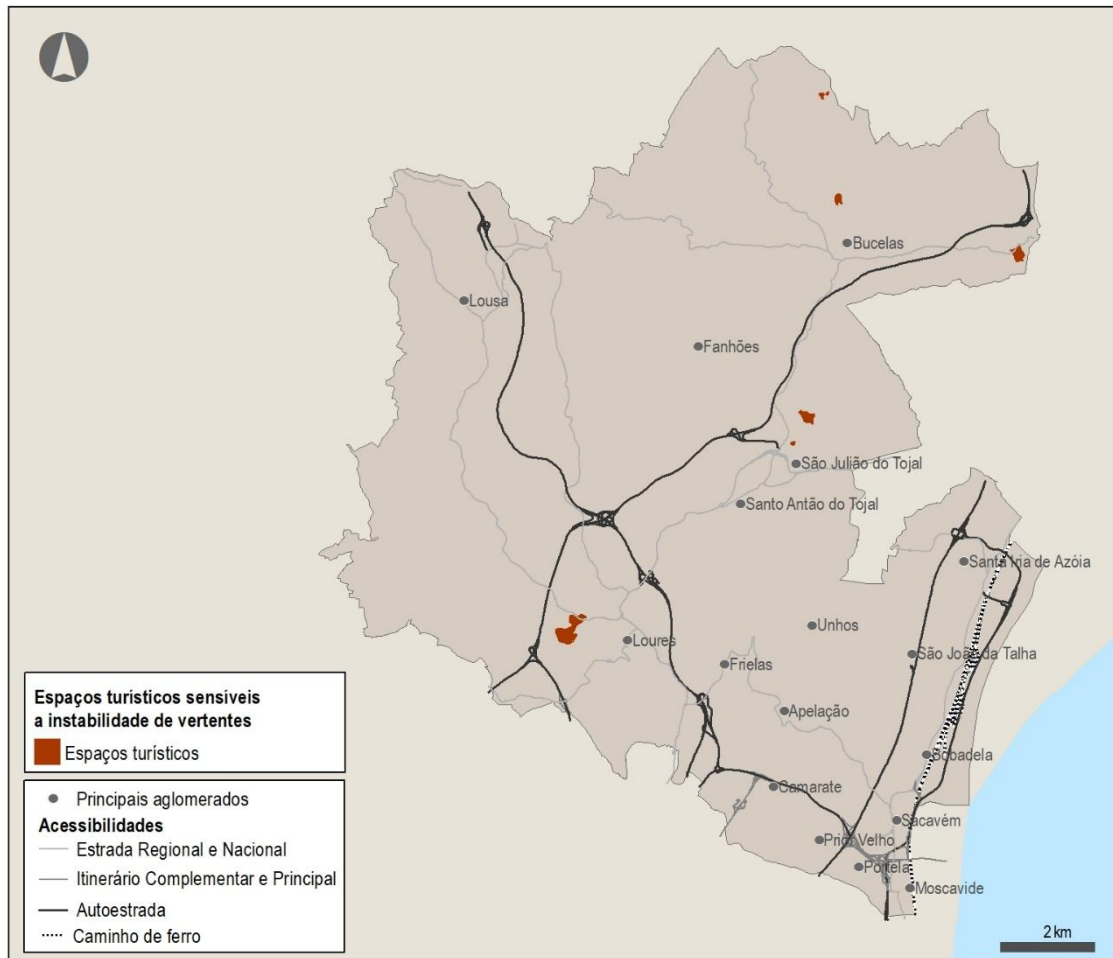 Bucelas
Lousa
Fanhões
São Julião do Tojal
Santo Antão do Tojal
Santa Iria de Azóia
Unhos
Loures
São João da Talha
Frielas
Apelação
Bobadela
Camarate
Sacavém
Prior Velho
Portela
Moscavide
Espaços turísticos sensíveis
a instabilidade de vertentes
Espaços turísticos
Principais aglomerados
Acessibilidades
Estrada Regional e Nacional
Itinerário Complementar e Principal
Autoestrada
Caminho de ferro
2 km